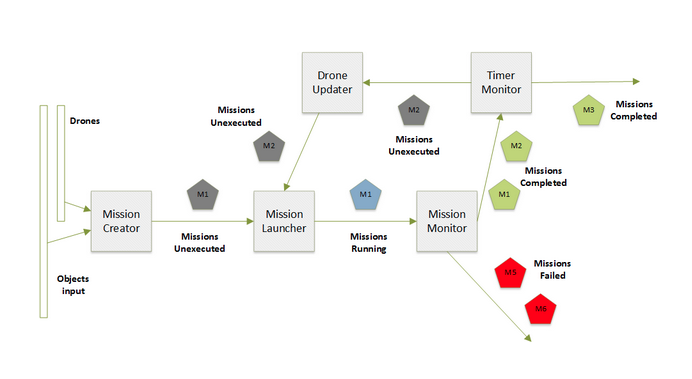 Drone
Updater
Timer
Monitor
Missions
Unexecuted
M2
M2
Missions
Unexecuted
M3
Missions
Completed
Drones
M2
Missions
Completed
M1
M1
M1
Mission
Creator
Missions
Unexecuted
Mission
Launcher
Missions
Running
Mission
Monitor
Objects
input
M5
Missions
Failed
M6